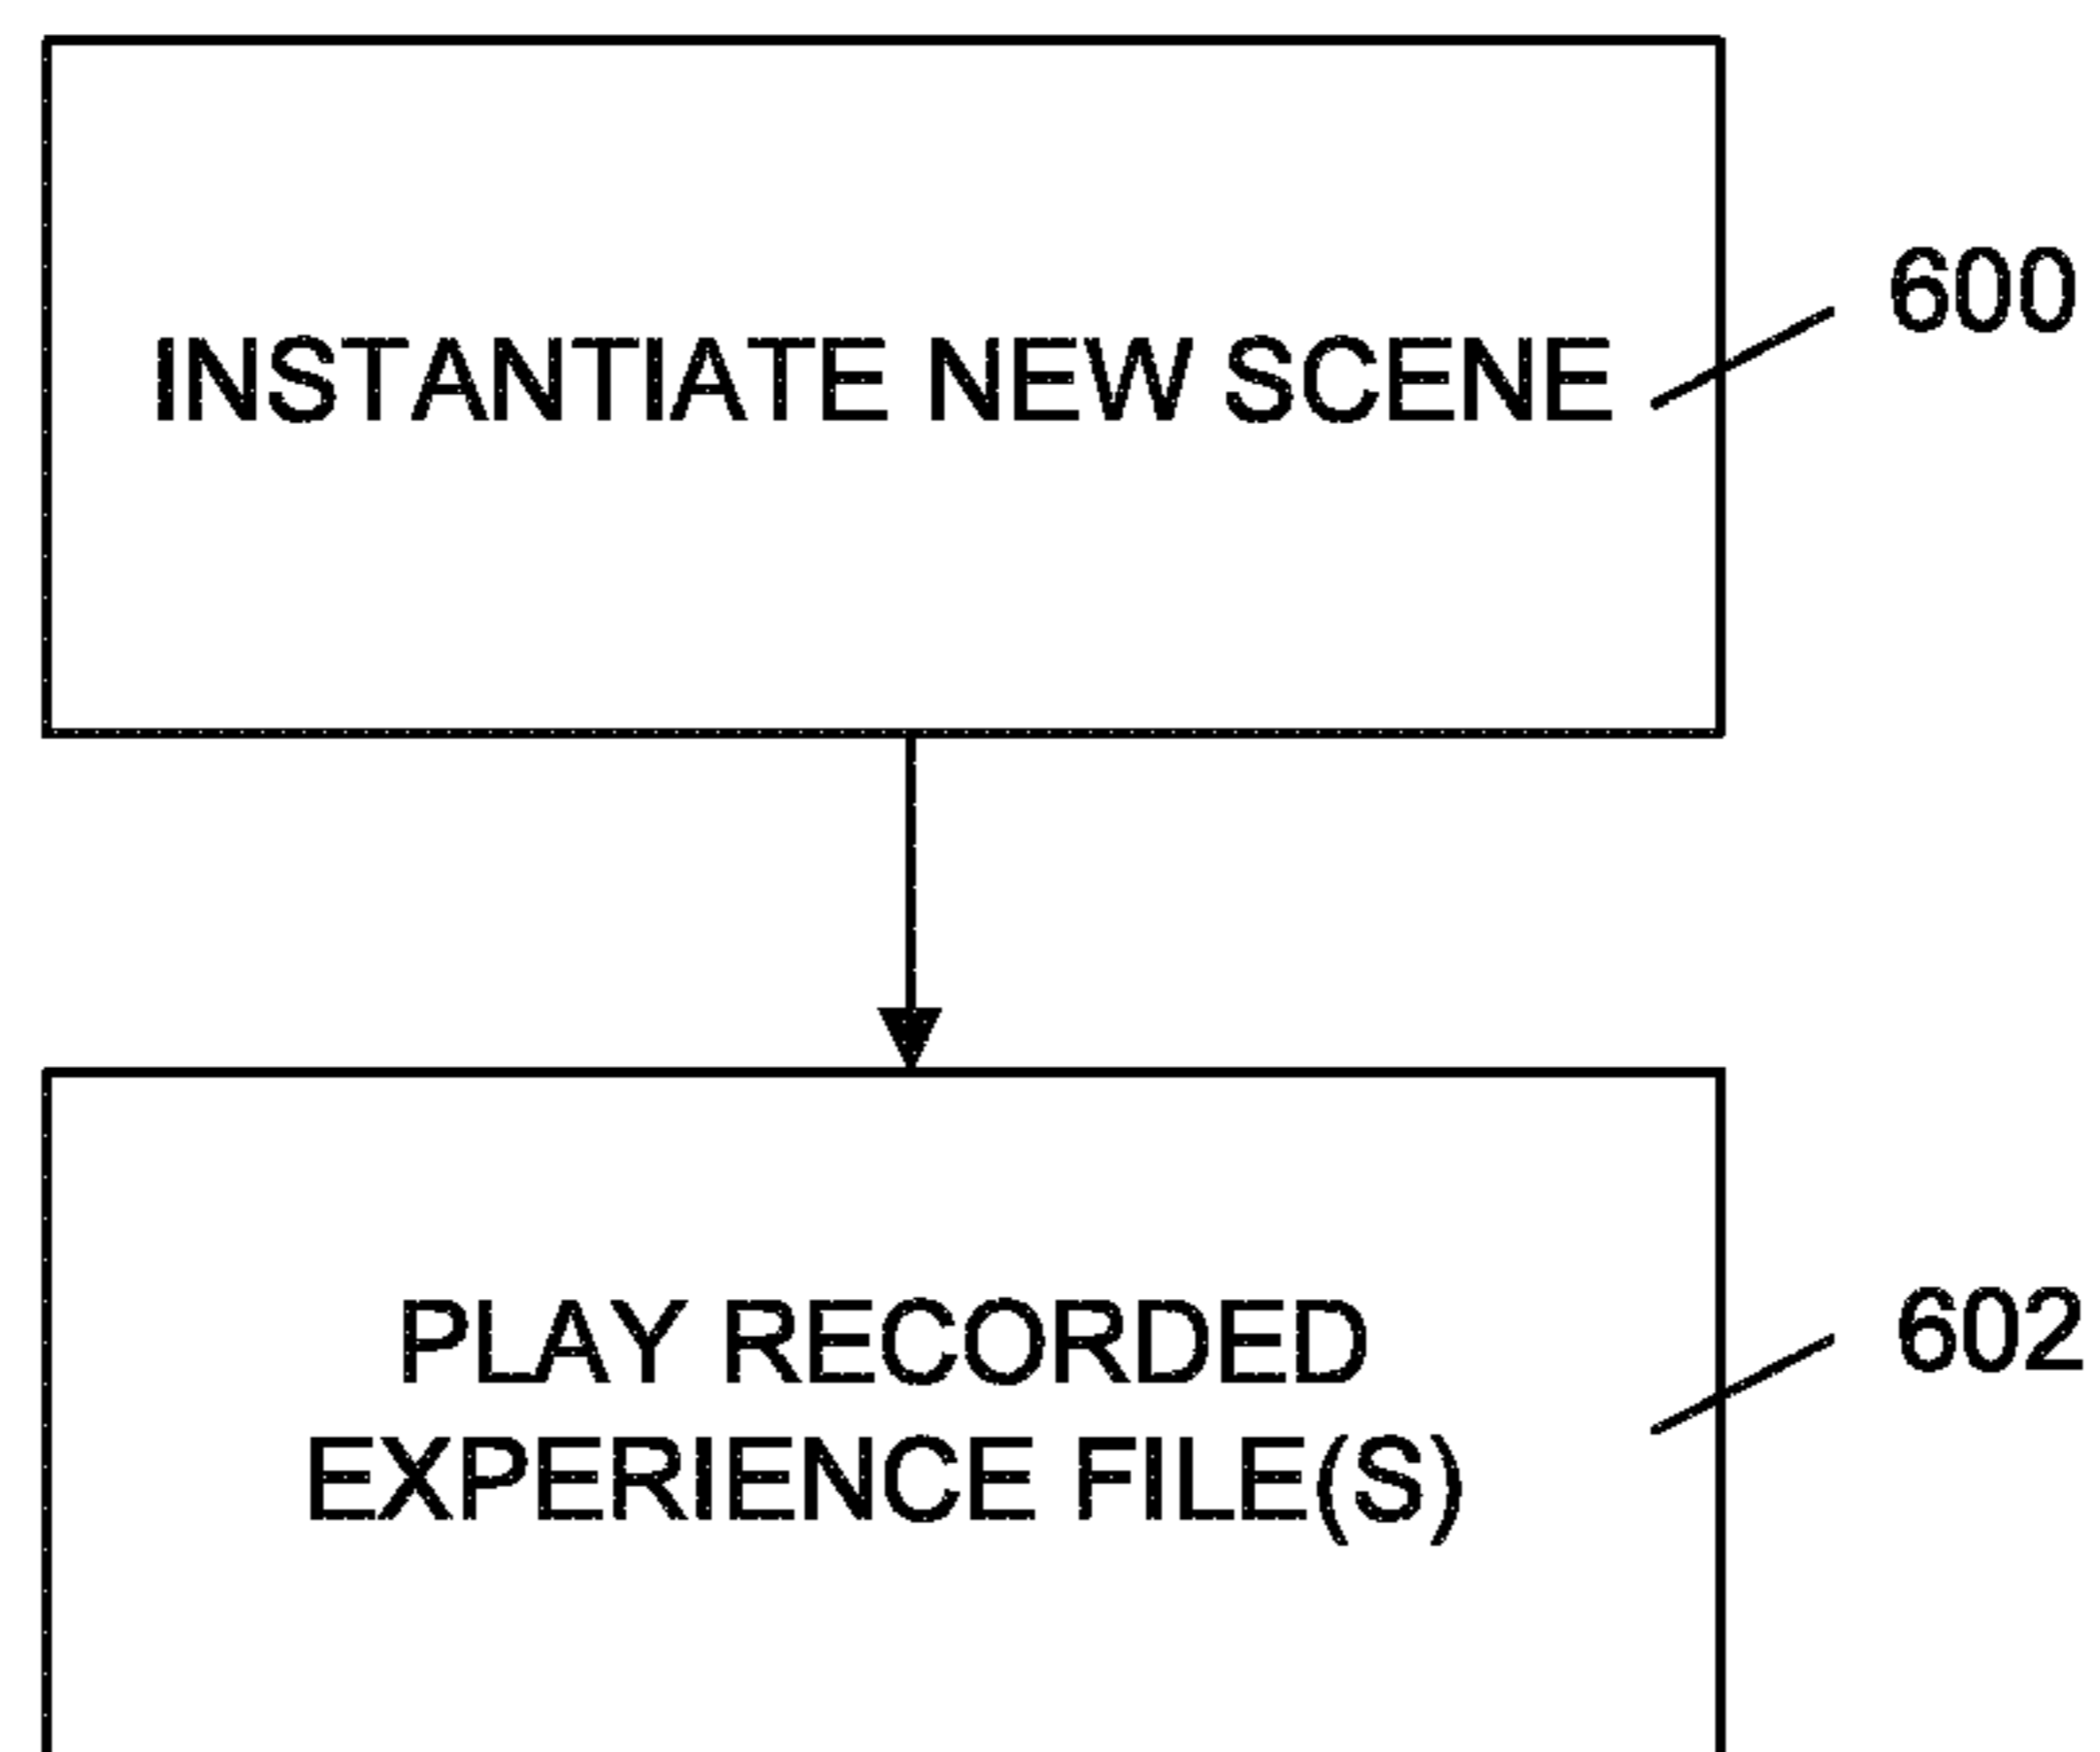 INSTANTIATE NEW SCENE
600
PLAY RECORDED
EXPERIENCE FILE(S)
602